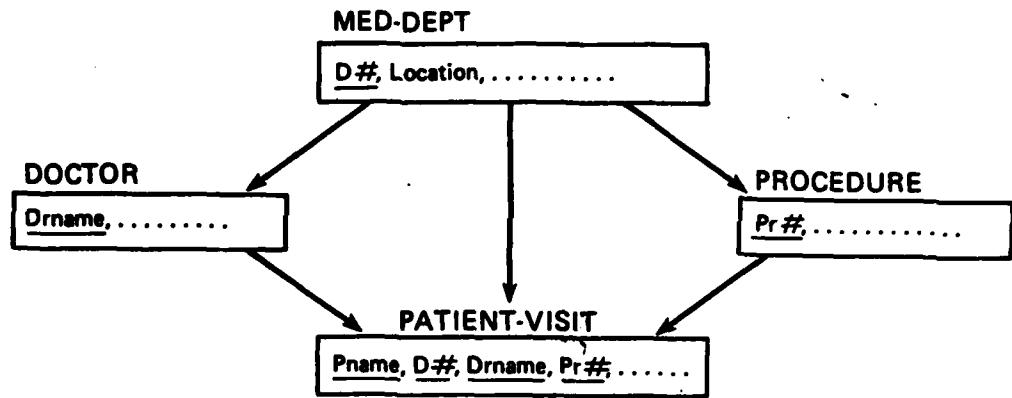 MED-DEPT
D#, Location, . . . . . . . . . .
DOCTOR
Drname, . . . . . . . . .
PROCEDURE
Pr#, . . . . . . . . . . . .
PATIENT-VISIT
Pname, D#, Drname, Pr#, . . . . . .